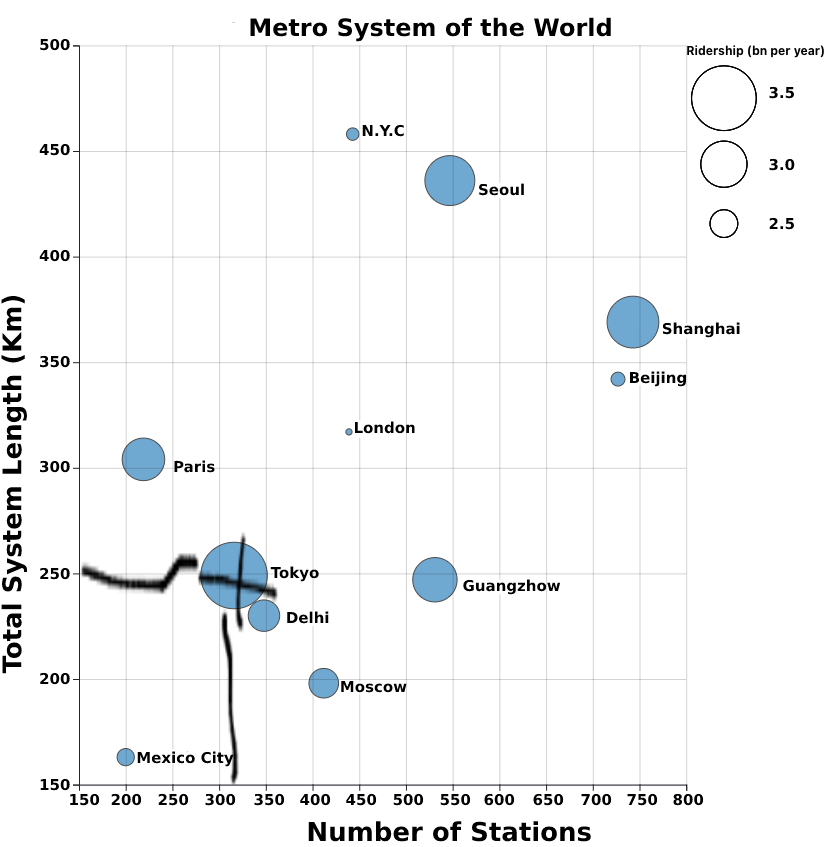 Metro System of the World
Ridership (bn per year)
3.5
3.0
2.5
500
450
400
350
300
250
200
150
Total System Length (Km)
N.Y.C
Seoul
Shanghai
Beijing
London
Paris
Tokyo
Guangzhow
Delhi
Moscow
Mexico City
150 200 250 300 350 400 450 500 550 600 650 700 750 800
Number of Stations